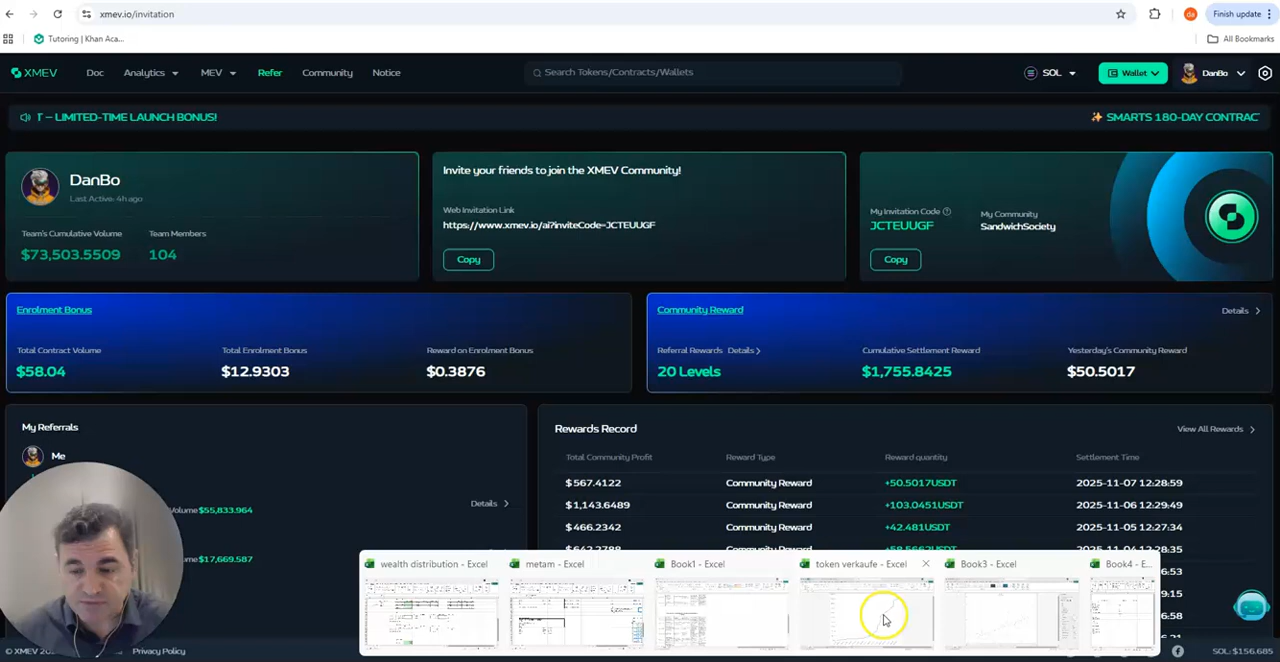 xmev.io/invitation
da
Finish update
Tutoring | Khan Aca...
All Bookmarks
XMEV
Doc
Analytics
MEV
Refer
Community
Notice
Search Tokens/Contracts/Wallets
SOL
Wallet
DanBo
T – LIMITED-TIME LAUNCH BONUS!
✨ SMARTS 180-DAY CONTRAC
DanBo
Last Active: 4h ago
Team's Cumulative Volume
Team Members
$73,503.5509
104
Invite your friends to join the XMEV Community!
Web Invitation Link
https://www.xmev.io/ai?inviteCode=JCTEUUGF
Copy
My Invitation Code
My Community
JCTEUUGF
SandwichSociety
Copy
Enrolment Bonus
Total Contract Volume
Total Enrolment Bonus
Reward on Enrolment Bonus
$58.04
$12.9303
$0.3876
Community Reward
Details
Referral Rewards Details
Cumulative Settlement Reward
Yesterday's Community Reward
20 Levels
$1,755.8425
$50.5017
My Referrals
Me
Details
Volume $55,833.964
Volume $17,669.587
Rewards Record
View All Rewards
Total Community Profit
Reward Type
Reward quantity
Settlement Time
$567.4122
Community Reward
+50.5017USDT
2025-11-07 12:28:59
$1,143.6489
Community Reward
+103.0451USDT
2025-11-06 12:29:49
$466.2342
Community Reward
+42.481USDT
2025-11-05 12:27:34
wealth distribution - Excel
metam - Excel
Book1 - Excel
token verkaufe - Excel
Book3 - Excel
Book4 - E...
9:15
6:58
© XMEV 20
Privacy Policy
SOL: $156.685